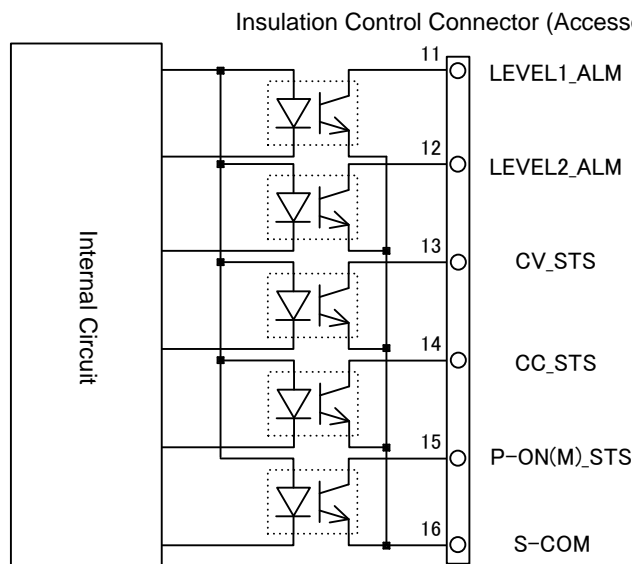 Insulation Control Connector (Access
11
LEVEL1_ALM
12
LEVEL2_ALM
13
CV_STS
14
CC_STS
15
P-ON(M)_STS
16
S-COM
Internal Circuit